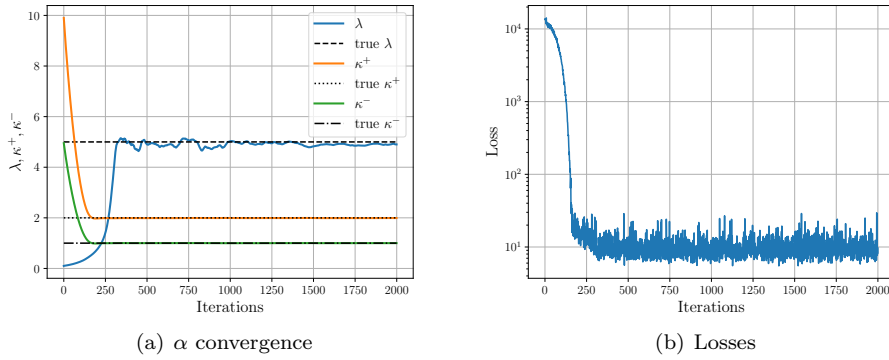 10
8
6
4
2
0
λ, κ⁺, κ⁻
0
250
500
750
1000
1250
1500
1750
2000
Iterations
λ
true λ
κ⁺
true κ⁺
κ⁻
true κ⁻
(a) α convergence
10⁴
10³
10²
10¹
Loss
0
250
500
750
1000
1250
1500
1750
2000
Iterations
(b) Losses